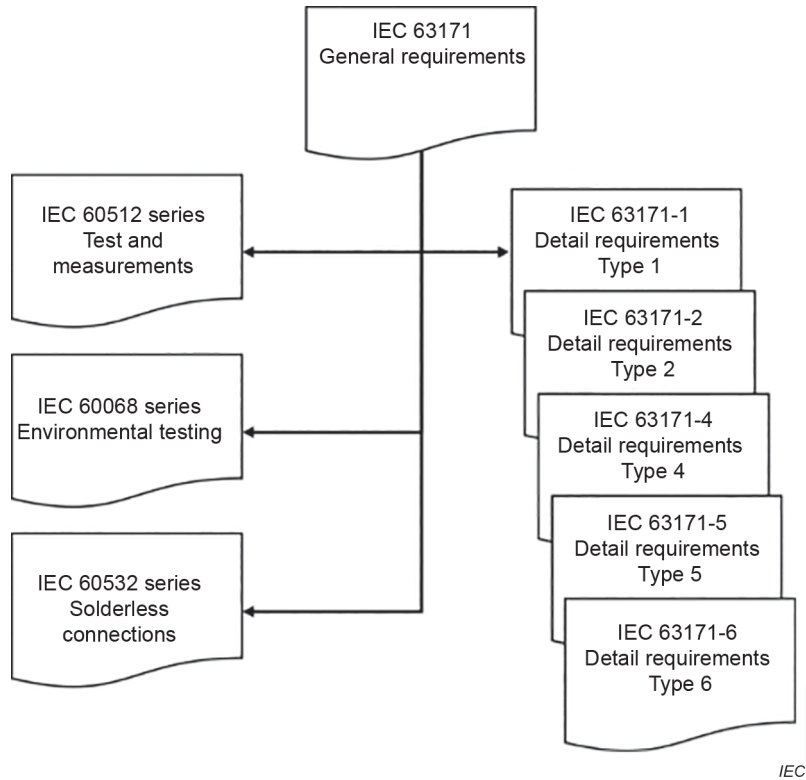 IEC 63171
General requirements
IEC 60512 series
Test and
measurements
IEC 60068 series
Environmental testing
IEC 60532 series
Solderless
connections
IEC 63171-1
Detail requirements
Type 1
IEC 63171-2
Detail requirements
Type 2
IEC 63171-4
Detail requirements
Type 4
IEC 63171-5
Detail requirements
Type 5
IEC 63171-6
Detail requirements
Type 6
IEC